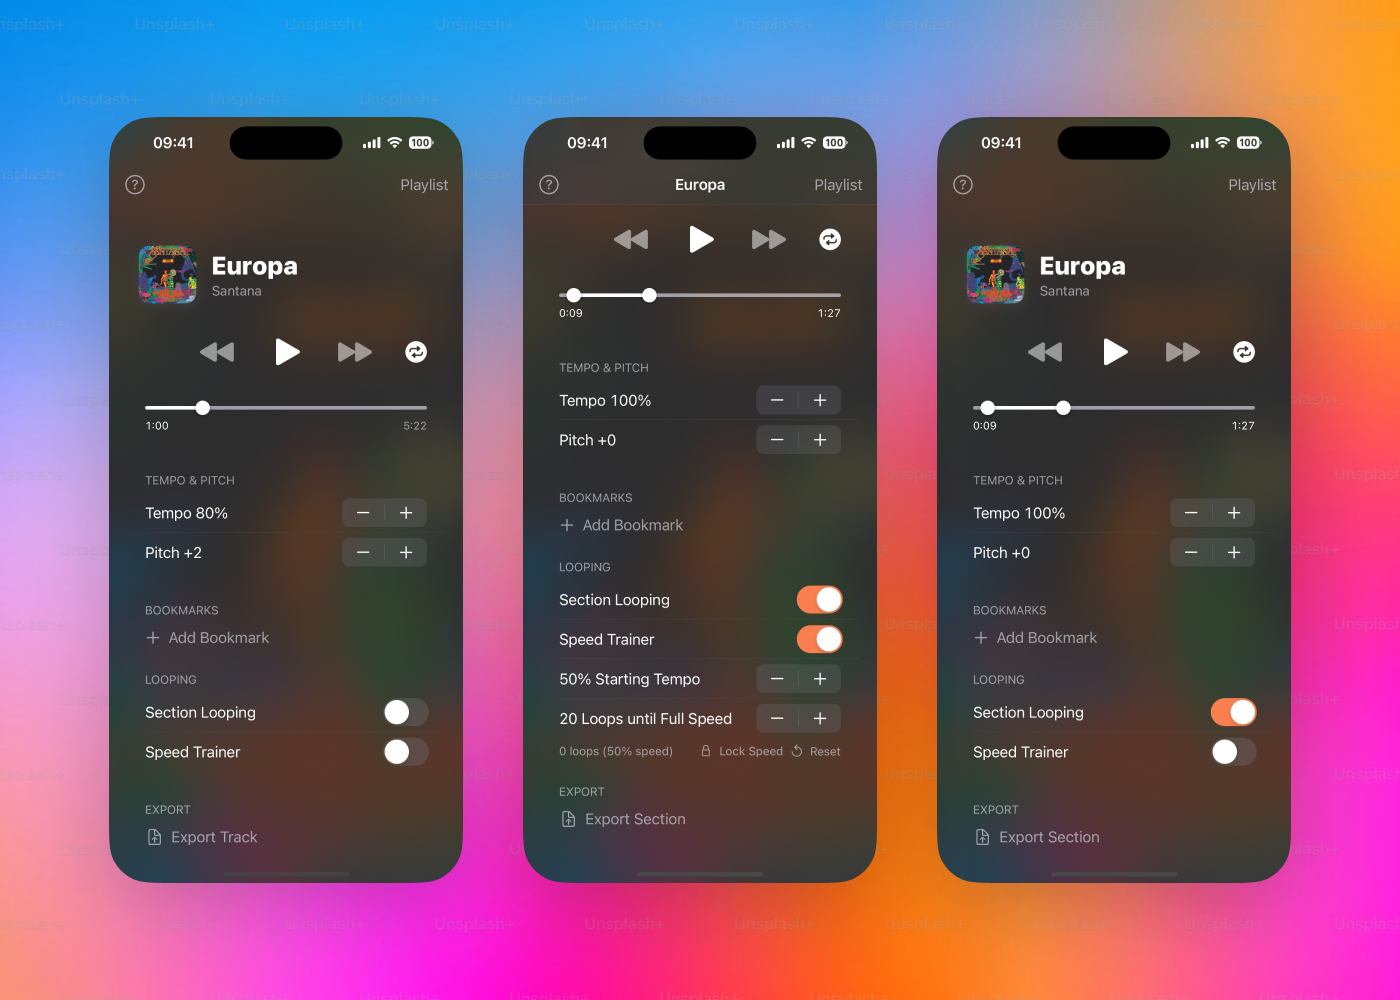 09:41
100
?
Playlist
Europa
Santana
1:00
5:22
TEMPO & PITCH
Tempo 80%
Pitch +2
BOOKMARKS
Add Bookmark
LOOPING
Section Looping
Speed Trainer
EXPORT
Export Track
09:41
100
?
Europa
Playlist
0:09
1:27
TEMPO & PITCH
Tempo 100%
Pitch +0
BOOKMARKS
Add Bookmark
LOOPING
Section Looping
Speed Trainer
50% Starting Tempo
20 Loops until Full Speed
0 loops (50% speed) Lock Speed Reset
EXPORT
Export Section
09:41
100
?
Playlist
Europa
Santana
0:09
1:27
TEMPO & PITCH
Tempo 100%
Pitch +0
BOOKMARKS
Add Bookmark
LOOPING
Section Looping
Speed Trainer
EXPORT
Export Section
Unsplash+